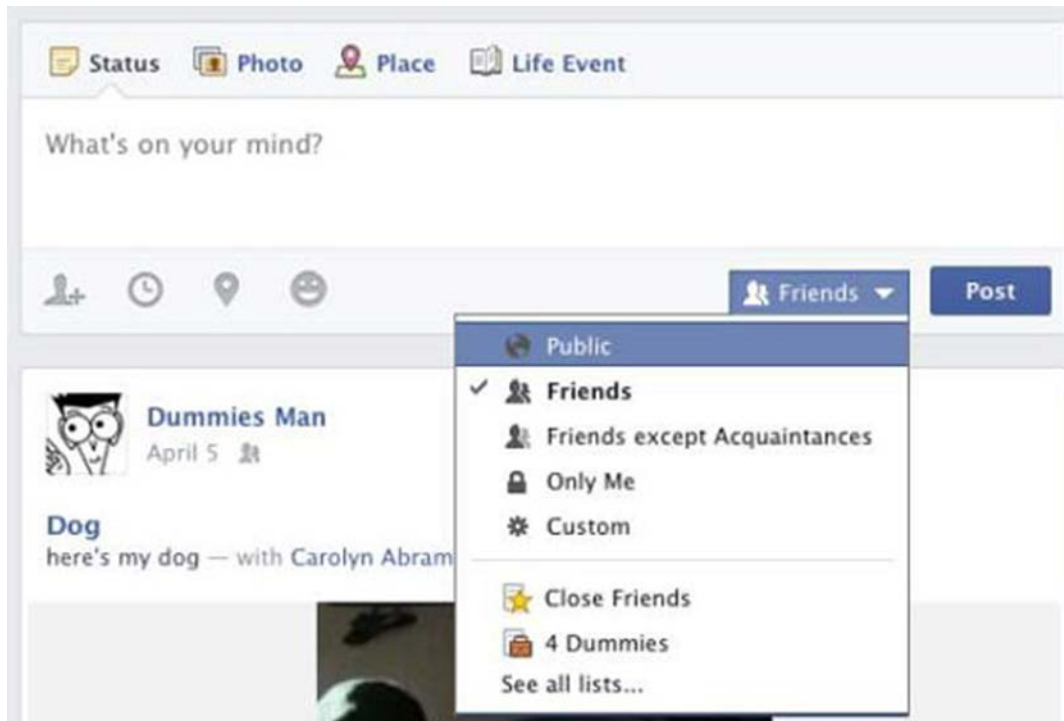 Status Photo Place Life Event
What's on your mind?
Friends Post
Public
Friends
Friends except Acquaintances
Only Me
Custom
Close Friends
4 Dummies
See all lists...
Dummies Man
April 5
Dog
here's my dog — with Carolyn Abram